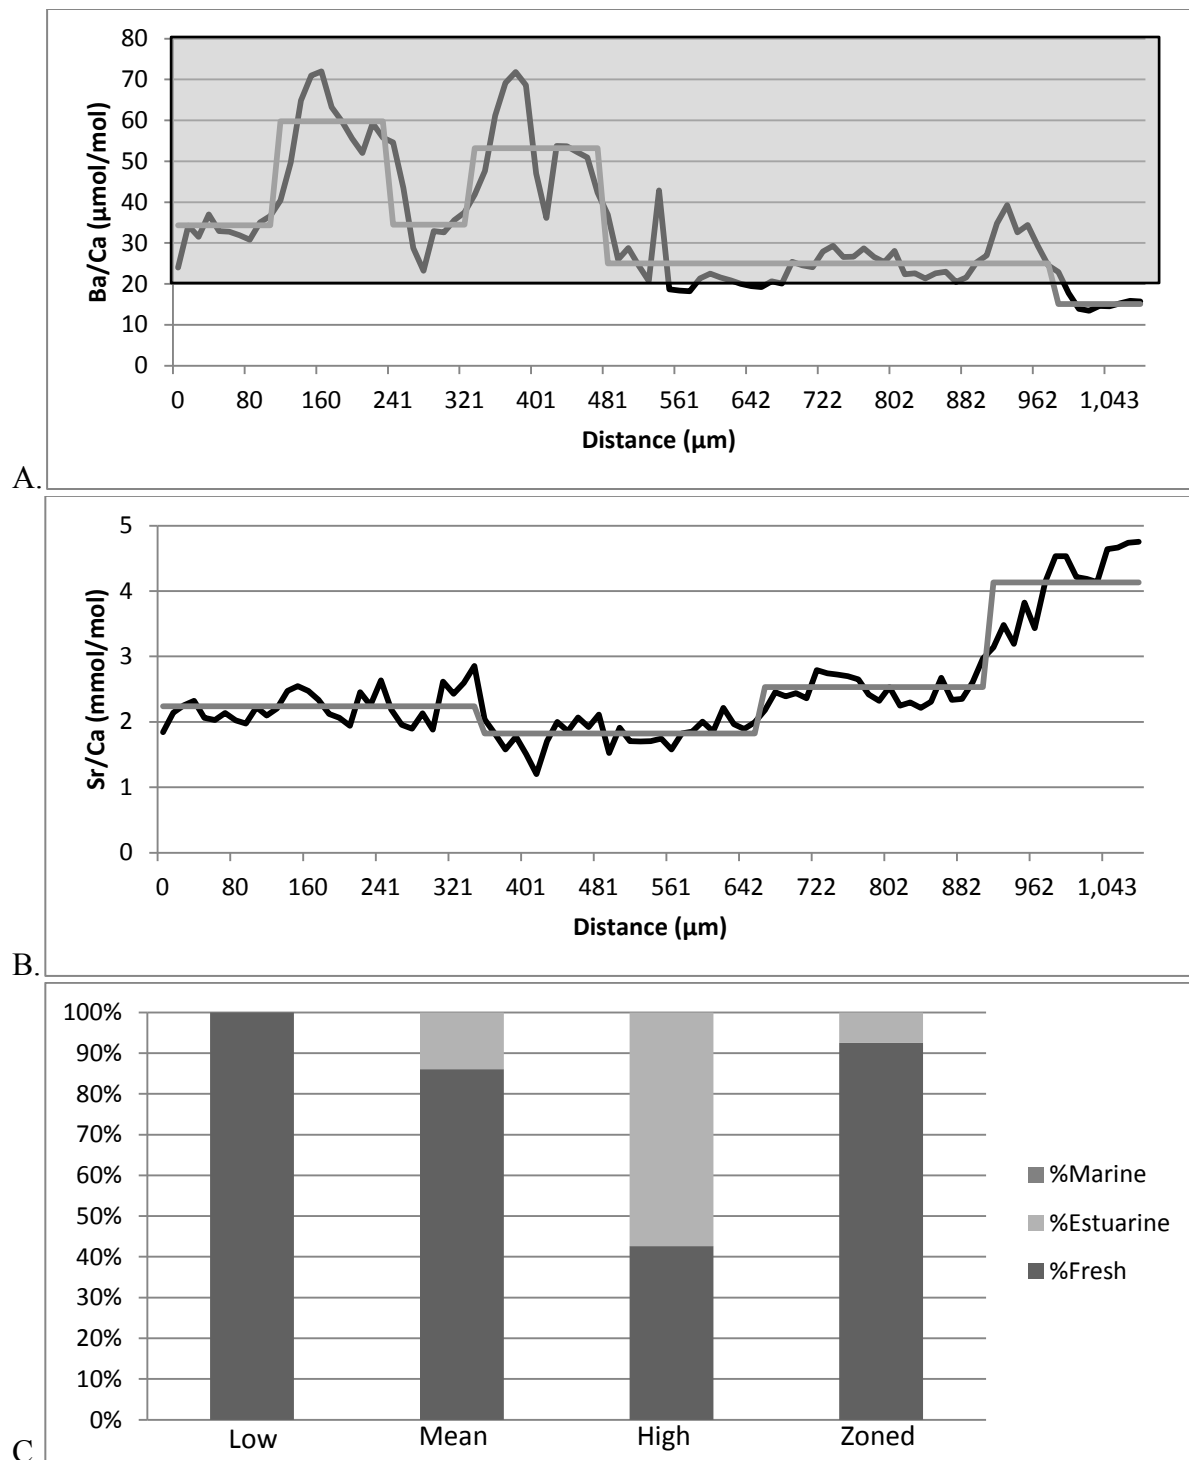 80
70
60
50
40
30
20
10
0
Ba/Ca (µmol/mol)
0 80 160 241 321 401 481 561 642 722 802 882 962 1,043
Distance (µm)
A.
5
4
3
2
1
0
Sr/Ca (mmol/mol)
0 80 160 241 321 401 481 561 642 722 802 882 962 1,043
Distance (µm)
B.
100%
90%
80%
70%
60%
50%
40%
30%
20%
10%
0%
Low Mean High Zoned
%Marine
%Estuarine
%Fresh
C